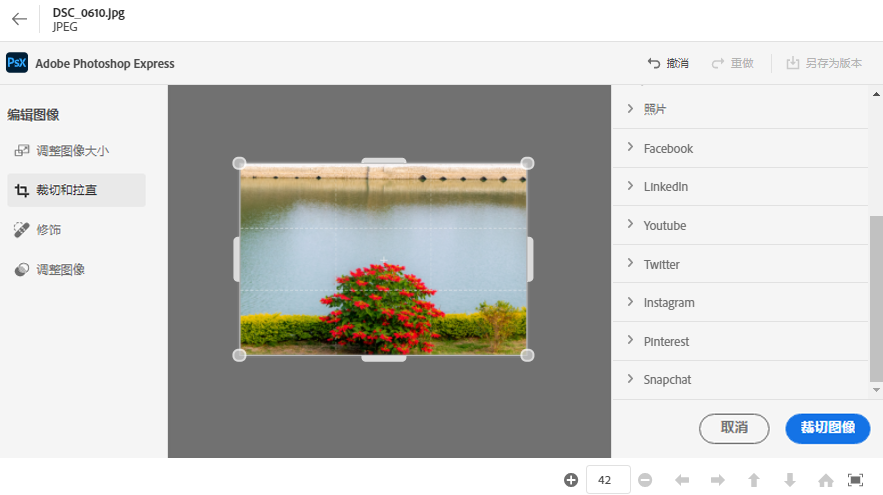 DSC_0610.jpg
JPEG
PsX Adobe Photoshop Express
撤消 重做 另存为版本
编辑图像
调整图像大小
裁切和拉直
修饰
调整图像
照片
Facebook
LinkedIn
Youtube
Twitter
Instagram
Pinterest
Snapchat
取消 裁切图像
42